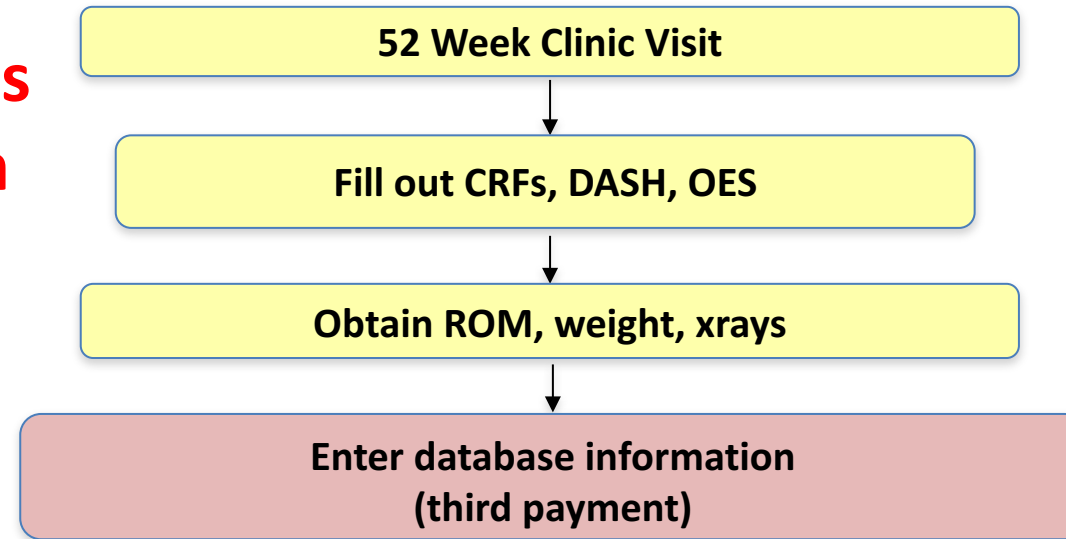 52 Week Clinic Visit
Fill out CRFs, DASH, OES
Obtain ROM, weight, xrays
Enter database information
(third payment)